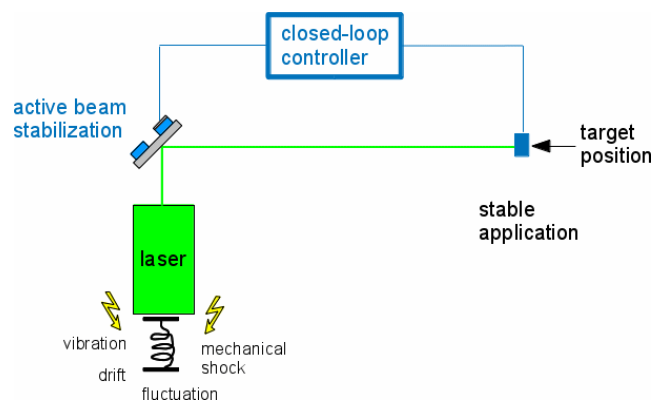 closed-loop
controller
active beam
stabilization
target
position
stable
application
laser
vibration
mechanical
shock
drift
fluctuation